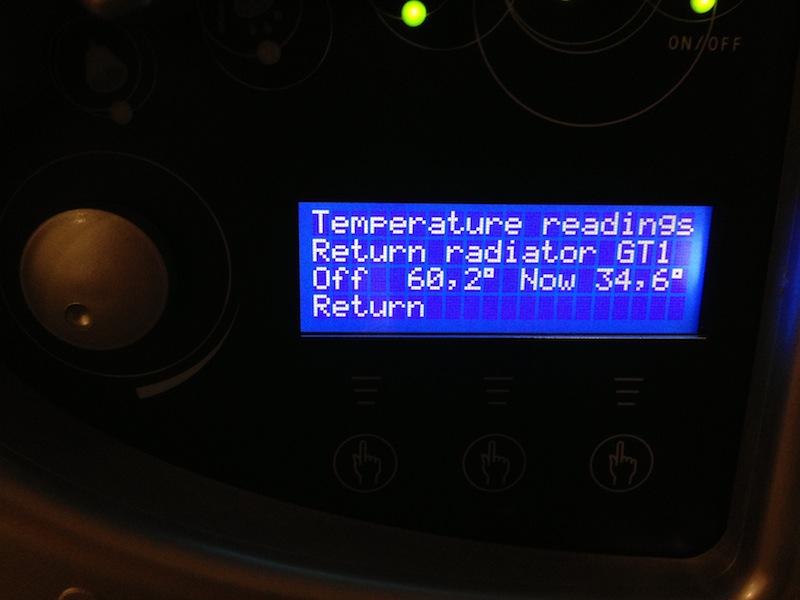 ON/OFF
Temperature readings
Return radiator GT1
Off 60,2° Now 34,6°
Return